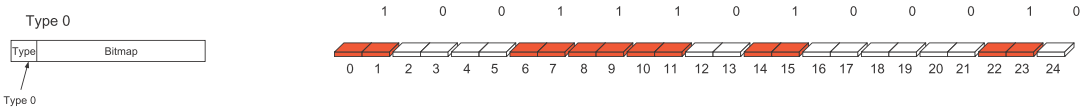 Type 0
1 0 0 1 1 1 0 1 0 0 0 1 0
Type Bitmap
0 1 2 3 4 5 6 7 8 9 10 11 12 13 14 15 16 17 18 19 20 21 22 23 24
Type 0